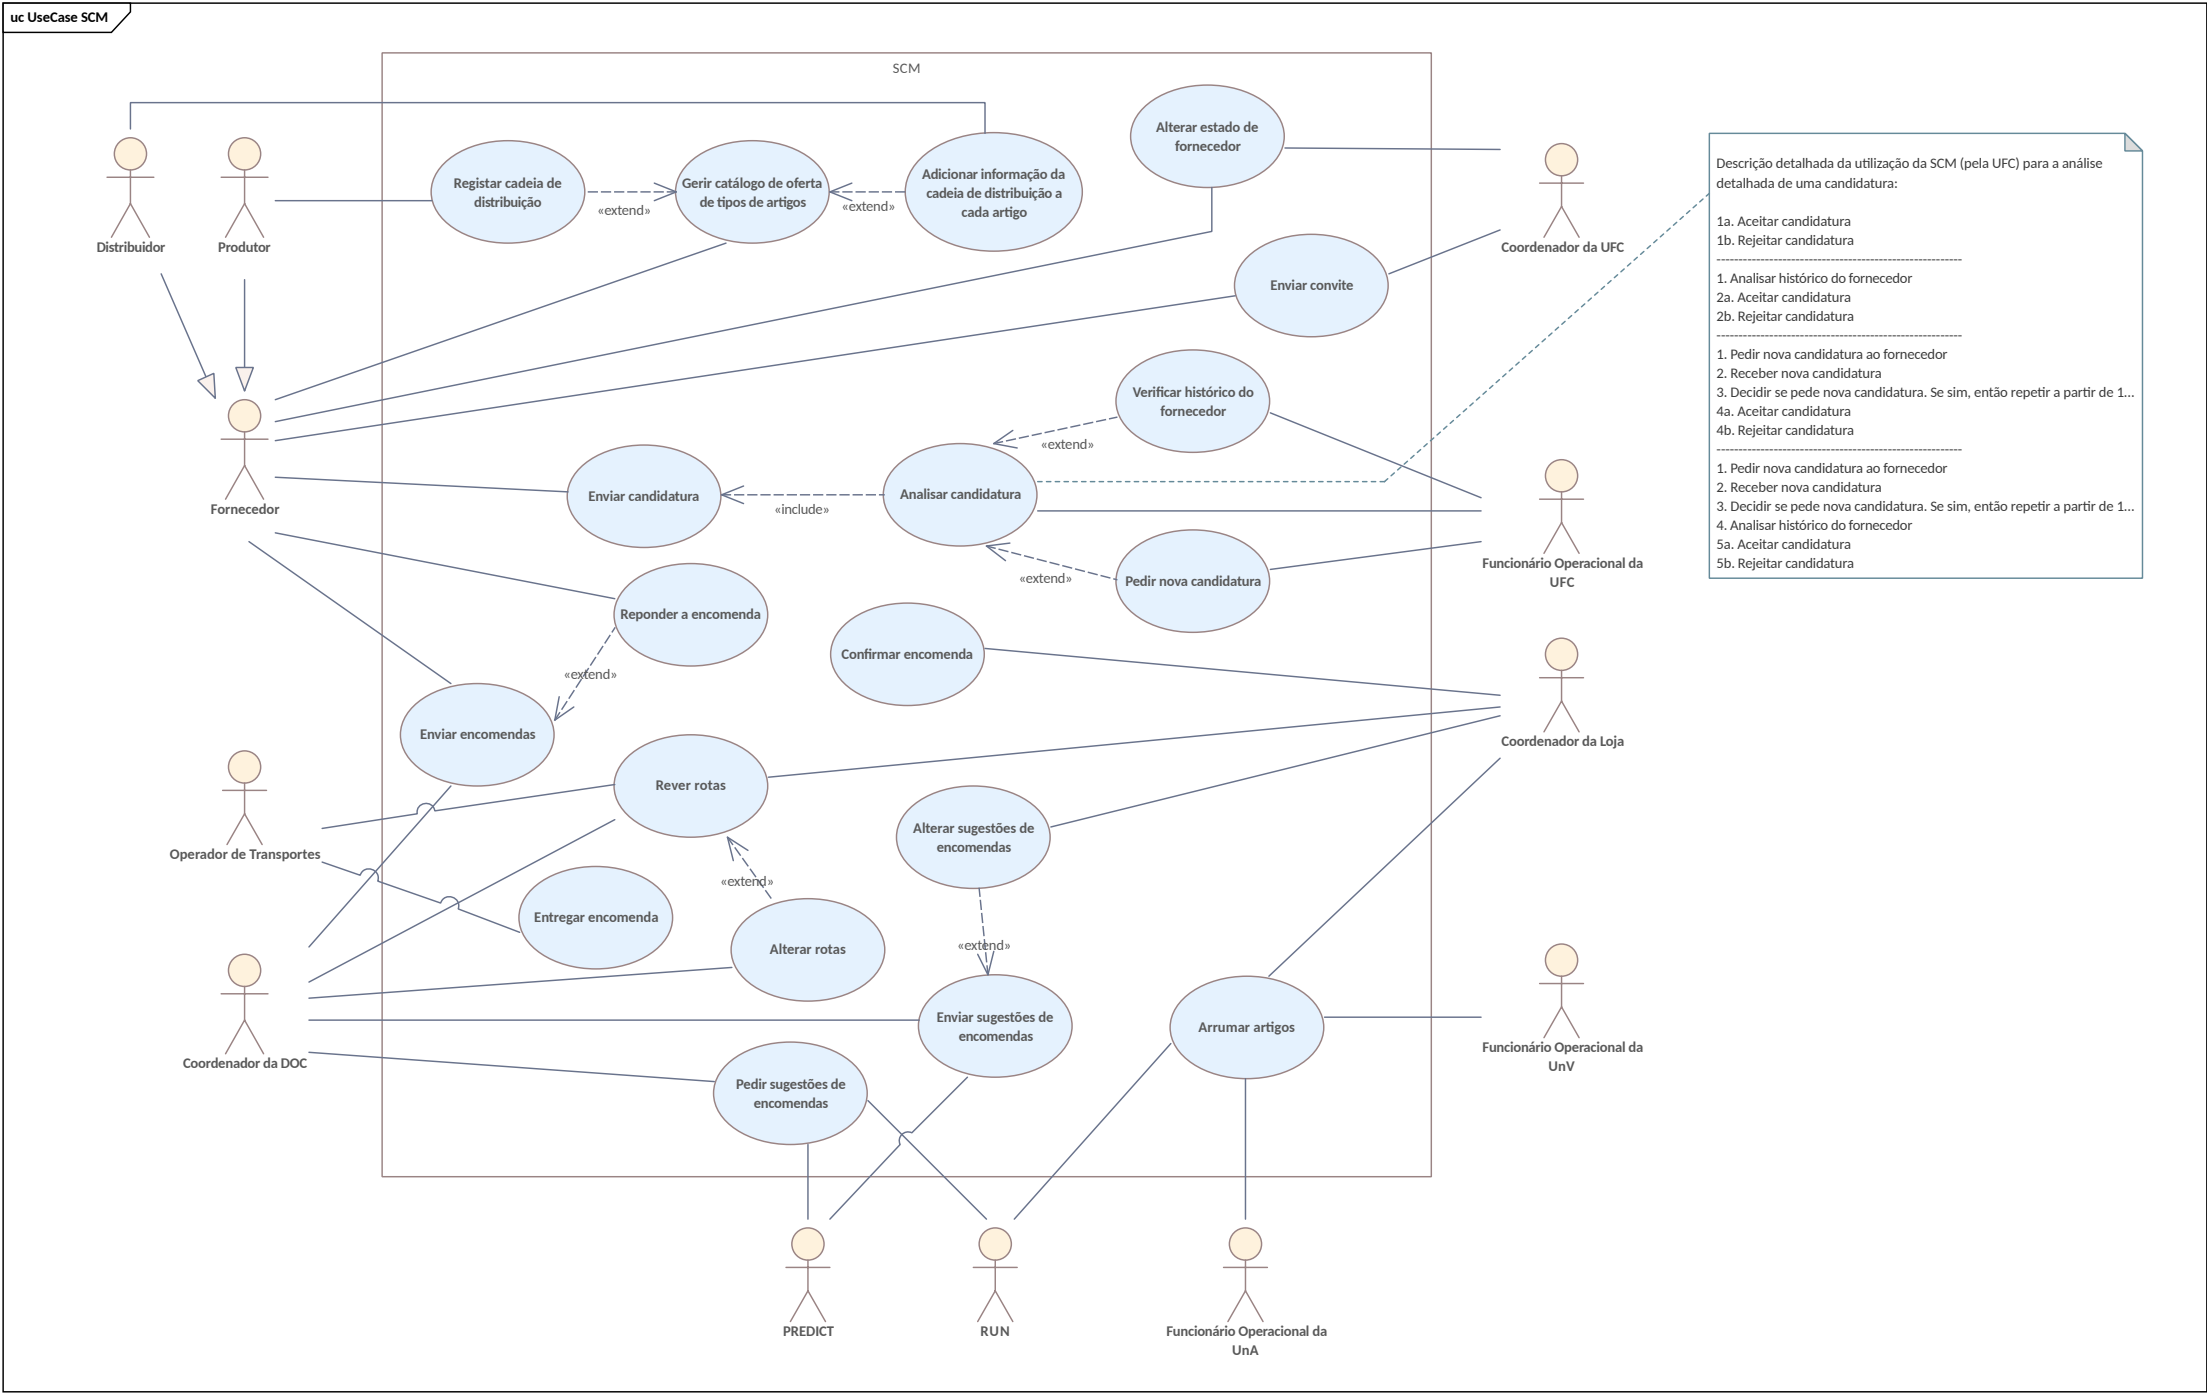 uc UseCase SCM
SCM
Distribuidor
Produtor
Registar cadeia de
distribuição
«extend»
Gerir catálogo de oferta
de tipos de artigos
«extend»
Adicionar informação da
cadeia de distribuição a
cada artigo
Alterar estado de
fornecedor
Coordenador da UFC
Enviar convite
Descrição detalhada da utilização da SCM (pela UFC) para a análise
detalhada de uma candidatura:
1a. Aceitar candidatura
1b. Rejeitar candidatura
--------------------------------------------------------
1. Analisar histórico do fornecedor
2a. Aceitar candidatura
2b. Rejeitar candidatura
--------------------------------------------------------
1. Pedir nova candidatura ao fornecedor
2. Receber nova candidatura
3. Decidir se pede nova candidatura. Se sim, então repetir a partir de 1...
4a. Aceitar candidatura
4b. Rejeitar candidatura
--------------------------------------------------------
1. Pedir nova candidatura ao fornecedor
2. Receber nova candidatura
3. Decidir se pede nova candidatura. Se sim, então repetir a partir de 1...
4. Analisar histórico do fornecedor
5a. Aceitar candidatura
5b. Rejeitar candidatura
Verificar histórico do
fornecedor
«extend»
Fornecedor
Enviar candidatura
«include»
Analisar candidatura
Funcionário Operacional da
UFC
«extend»
Pedir nova candidatura
Reponder a encomenda
«extend»
Confirmar encomenda
Coordenador da Loja
Enviar encomendas
Rever rotas
Operador de Transportes
Alterar sugestões de
encomendas
«extend»
Entregar encomenda
Alterar rotas
«extend»
Coordenador da DOC
Enviar sugestões de
encomendas
Arrumar artigos
Funcionário Operacional da
UnV
Pedir sugestões de
encomendas
PREDICT
RUN
Funcionário Operacional da
UnA